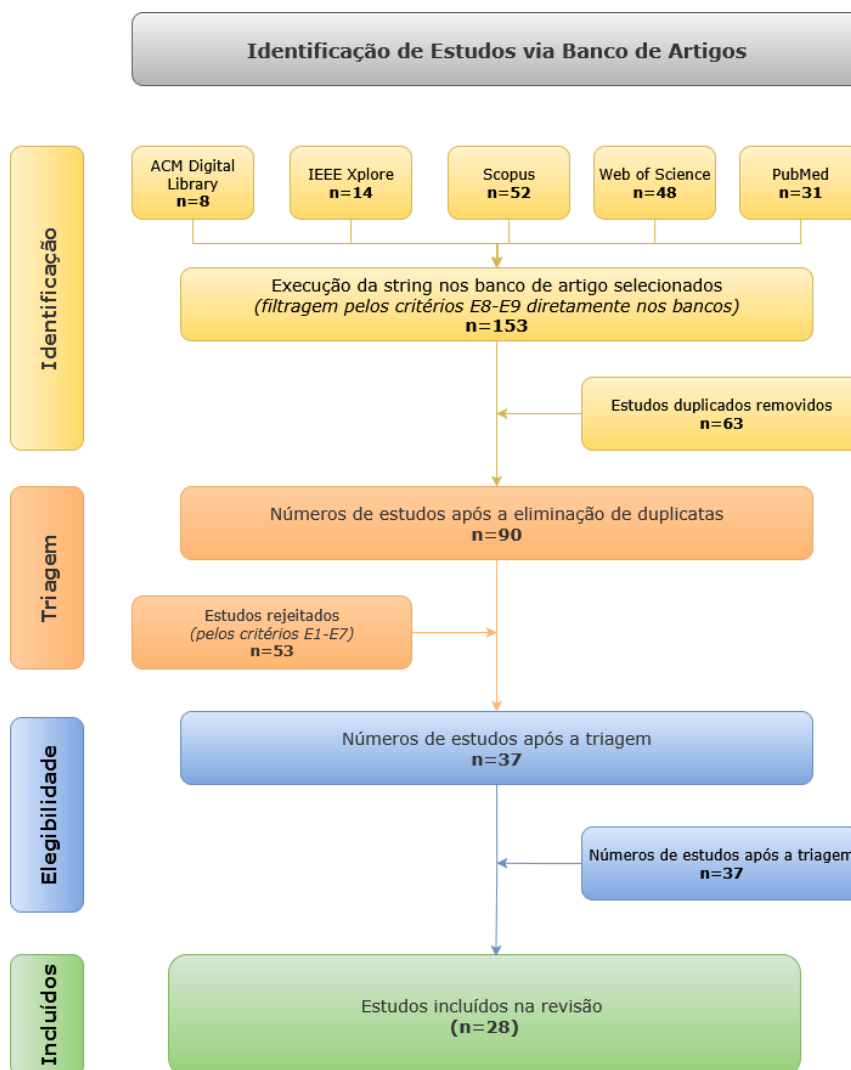 Identificação de Estudos via Banco de Artigos
Identificação
ACM Digital
Library
n=8
IEEE Xplore
n=14
Scopus
n=52
Web of Science
n=48
PubMed
n=31
Execução da string nos banco de artigo selecionados
(filtragem pelos critérios E8-E9 diretamente nos bancos)
n=153
Estudos duplicados removidos
n=63
Triagem
Números de estudos após a eliminação de duplicatas
n=90
Estudos rejeitados
(pelos critérios E1-E7)
n=53
Elegibilidade
Números de estudos após a triagem
n=37
Números de estudos após a triagem
n=37
Incluídos
Estudos incluídos na revisão
(n=28)